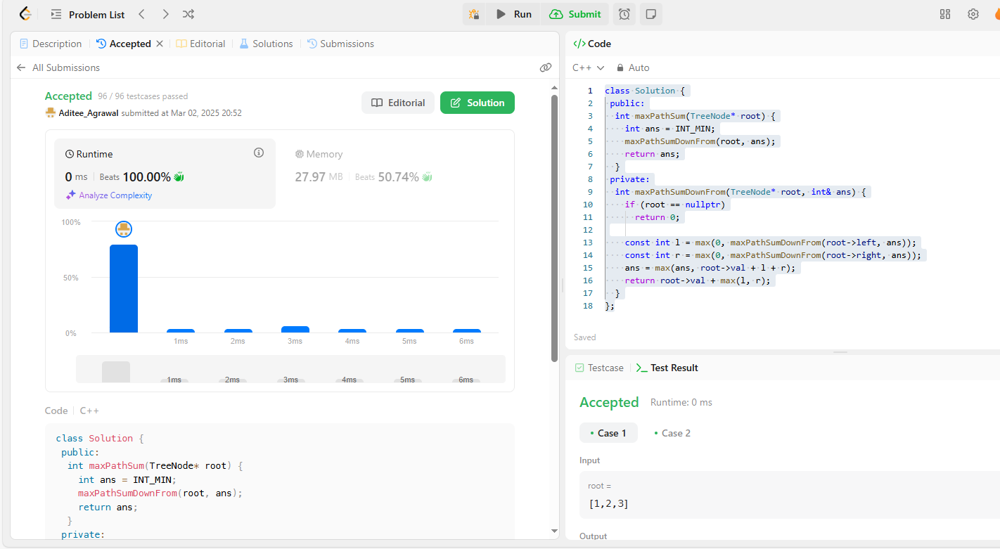 Problem List
Run
Submit
Description
Accepted
Editorial
Solutions
Submissions
All Submissions
Accepted 96 / 96 testcases passed
Aditee_Agrawal submitted at Mar 02, 2025 20:52
Editorial
Solution
Runtime
0 ms Beats 100.00%
Analyze Complexity
Memory
27.97 MB Beats 50.74%
100%
50%
0%
1ms 2ms 3ms 4ms 5ms 6ms
1ms 2ms 3ms 4ms 5ms 6ms
Code C++
class Solution {
 public:
  int maxPathSum(TreeNode* root) {
    int ans = INT_MIN;
    maxPathSumDownFrom(root, ans);
    return ans;
  }
 private:
</> Code
C++ Auto
1 class Solution {
2  public:
3   int maxPathSum(TreeNode* root) {
4     int ans = INT_MIN;
5     maxPathSumDownFrom(root, ans);
6     return ans;
7   }
8  private:
9   int maxPathSumDownFrom(TreeNode* root, int& ans) {
10     if (root == nullptr)
11       return 0;
12
13     const int l = max(0, maxPathSumDownFrom(root->left, ans));
14     const int r = max(0, maxPathSumDownFrom(root->right, ans));
15     ans = max(ans, root->val + l + r);
16     return root->val + max(l, r);
17   }
18 };
Saved
Testcase
Test Result
Accepted Runtime: 0 ms
Case 1
Case 2
Input
root =
[1,2,3]
Output